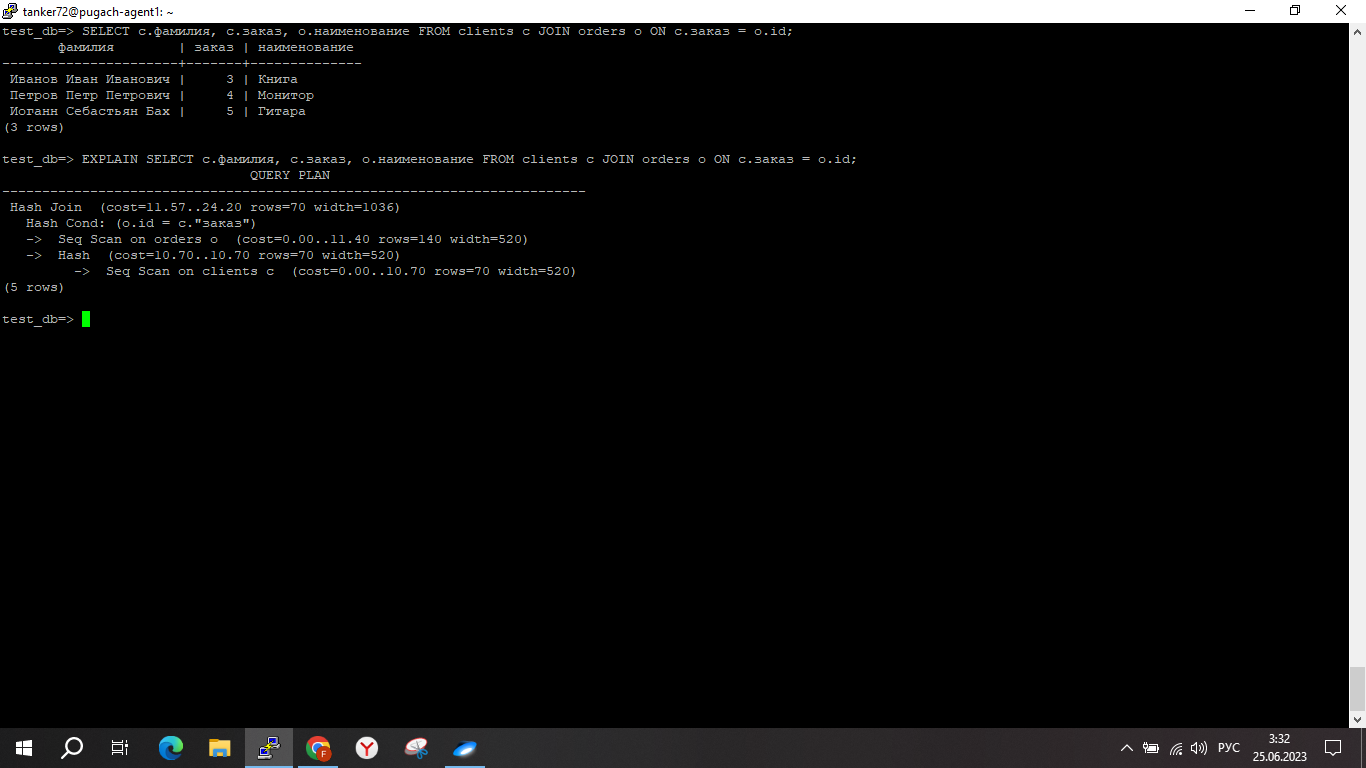 tanker72@pugach-agent1: ~
test_db=> SELECT с.фамилия, с.заказ, о.наименование FROM clients c JOIN orders o ON с.заказ = o.id;
фамилия | заказ | наименование
----------------------+-------+--------------
Иванов Иван Иванович | 3 | Книга
Петров Петр Петрович | 4 | Монитор
Иоганн Себастьян Бах | 5 | Гитара
(3 rows)
test_db=> EXPLAIN SELECT с.фамилия, с.заказ, о.наименование FROM clients c JOIN orders o ON с.заказ = o.id;
QUERY PLAN
-------------------------------------------------------------------------
Hash Join (cost=11.57..24.20 rows=70 width=1036)
Hash Cond: (o.id = c."заказ")
-> Seq Scan on orders o (cost=0.00..11.40 rows=140 width=520)
-> Hash (cost=10.70..10.70 rows=70 width=520)
-> Seq Scan on clients c (cost=0.00..10.70 rows=70 width=520)
(5 rows)
test_db=>
РУС
3:32
25.06.2023